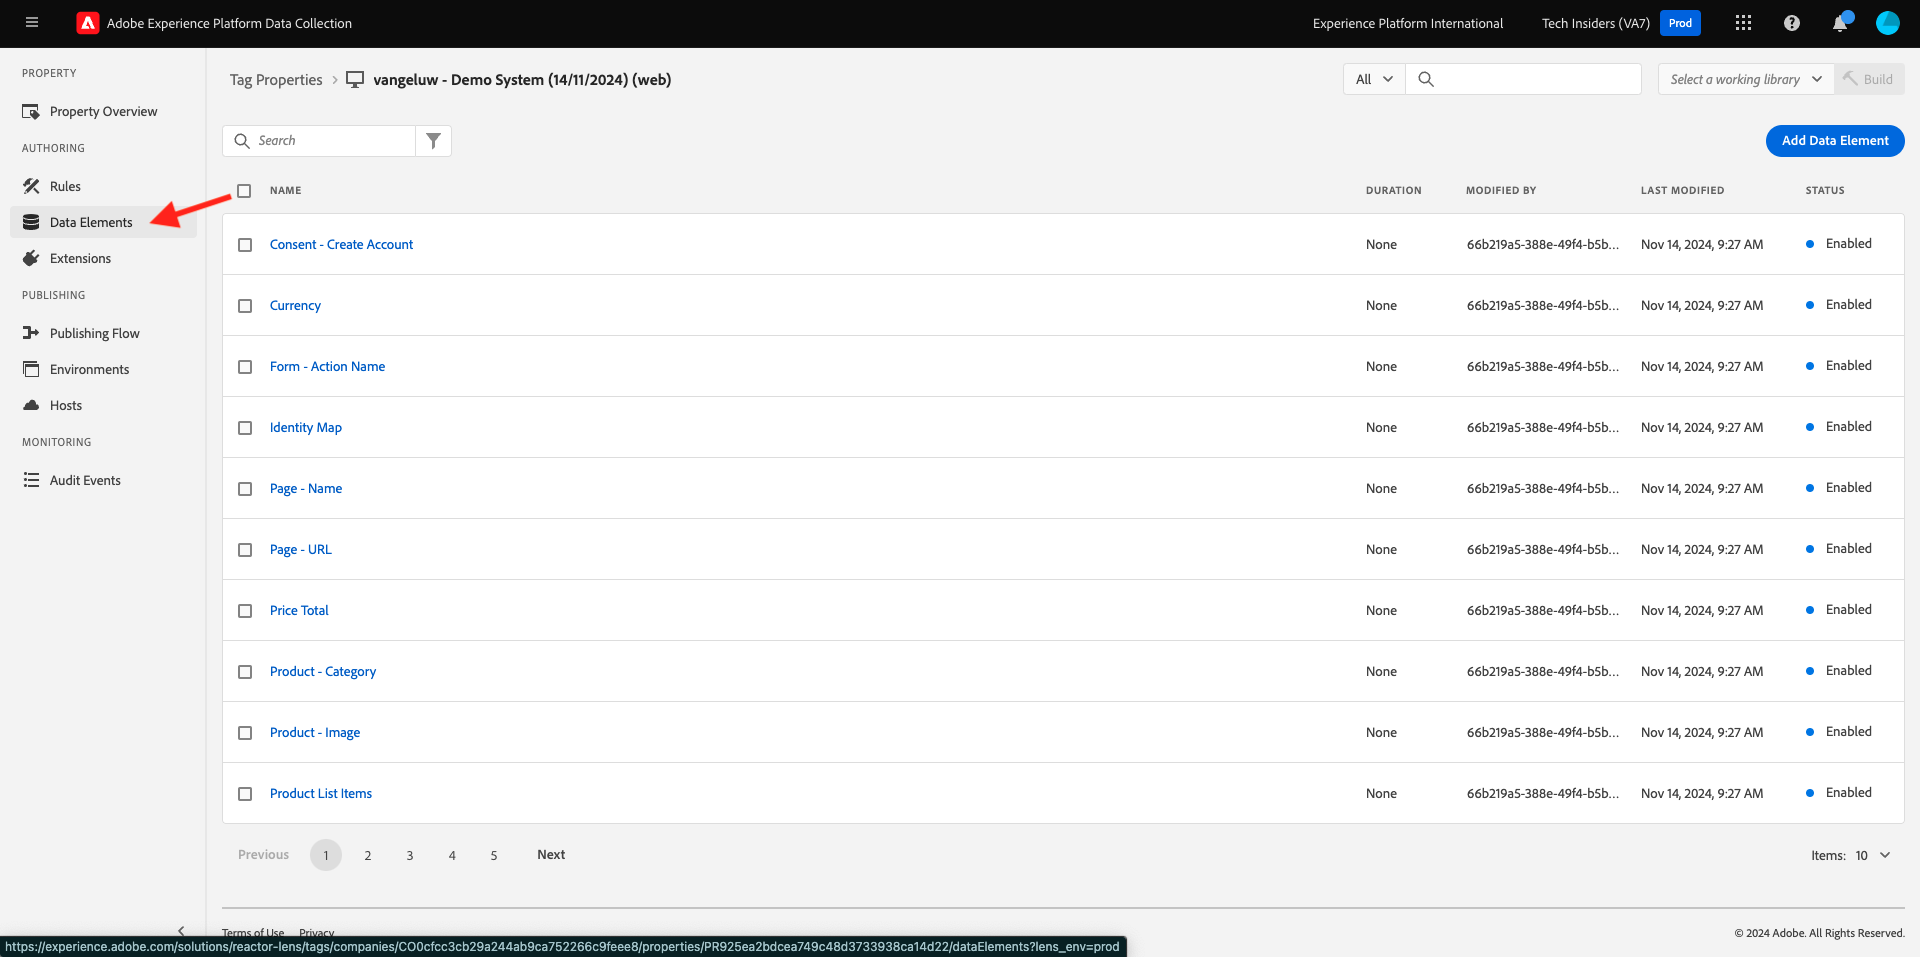 Adobe Experience Platform Data Collection
Experience Platform International
Tech Insiders (VA7)
Prod
PROPERTY
Property Overview
AUTHORING
Rules
Data Elements
Extensions
PUBLISHING
Publishing Flow
Environments
Hosts
MONITORING
Audit Events
Tag Properties > vangeluw - Demo System (14/11/2024) (web)
All
Select a working library
Build
Search
Add Data Element
NAME DURATION MODIFIED BY LAST MODIFIED STATUS
Consent - Create Account None 66b219a5-388e-49f4-b5b... Nov 14, 2024, 9:27 AM Enabled
Currency None 66b219a5-388e-49f4-b5b... Nov 14, 2024, 9:27 AM Enabled
Form - Action Name None 66b219a5-388e-49f4-b5b... Nov 14, 2024, 9:27 AM Enabled
Identity Map None 66b219a5-388e-49f4-b5b... Nov 14, 2024, 9:27 AM Enabled
Page - Name None 66b219a5-388e-49f4-b5b... Nov 14, 2024, 9:27 AM Enabled
Page - URL None 66b219a5-388e-49f4-b5b... Nov 14, 2024, 9:27 AM Enabled
Price Total None 66b219a5-388e-49f4-b5b... Nov 14, 2024, 9:27 AM Enabled
Product - Category None 66b219a5-388e-49f4-b5b... Nov 14, 2024, 9:27 AM Enabled
Product - Image None 66b219a5-388e-49f4-b5b... Nov 14, 2024, 9:27 AM Enabled
Product List Items None 66b219a5-388e-49f4-b5b... Nov 14, 2024, 9:27 AM Enabled
Previous 1 2 3 4 5 Next
Items: 10
Terms of Use Privacy
© 2024 Adobe. All Rights Reserved.
https://experience.adobe.com/solutions/reactor-lens/tags/companies/CO0cfcc3cb29a244ab9ca752266c9feee8/properties/PR925ea2bdcea749c48d3733938ca14d22/dataElements?lens_env=prod